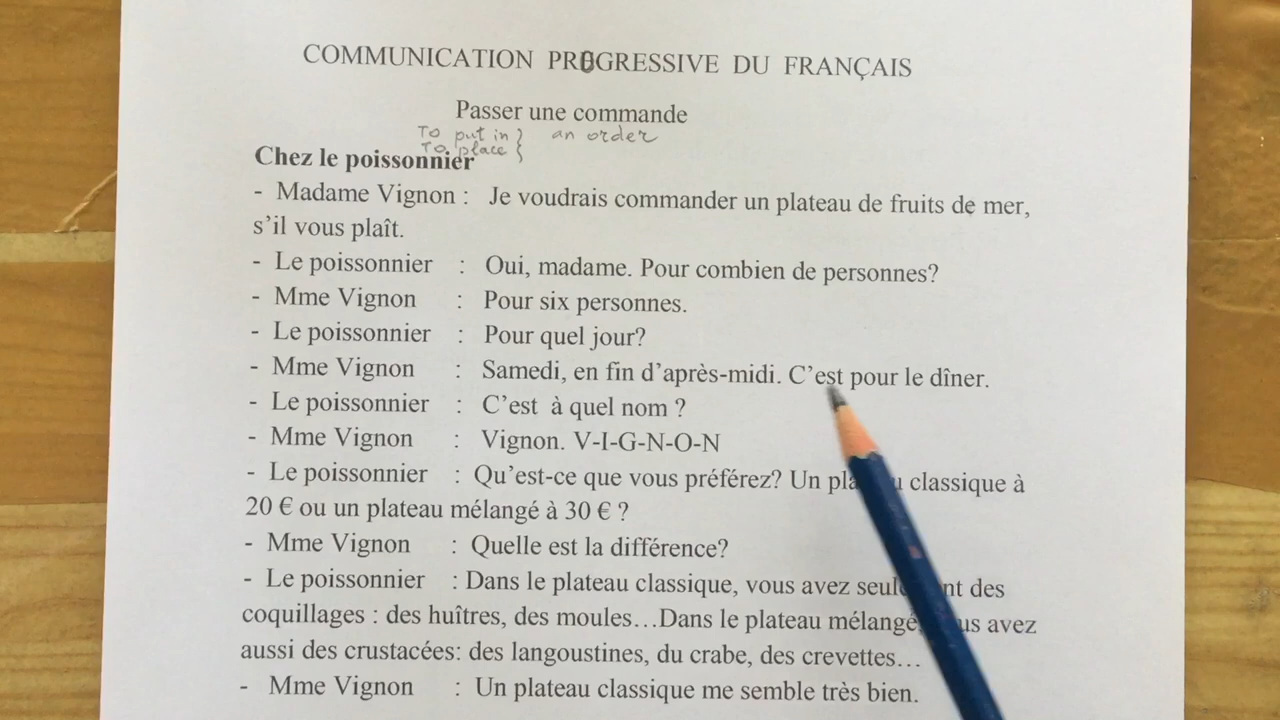 COMMUNICATION PROGRESSIVE DU FRANÇAIS
Passer une commande
To put in } an order
To place }
Chez le poissonnier
- Madame Vignon : Je voudrais commander un plateau de fruits de mer,
s'il vous plaît.
- Le poissonnier : Oui, madame. Pour combien de personnes?
- Mme Vignon : Pour six personnes.
- Le poissonnier : Pour quel jour?
- Mme Vignon : Samedi, en fin d'après-midi. C'est pour le dîner.
- Le poissonnier : C'est à quel nom ?
- Mme Vignon : Vignon. V-I-G-N-O-N
- Le poissonnier : Qu'est-ce que vous préférez? Un classique à
20 € ou un plateau mélangé à 30 € ?
- Mme Vignon : Quelle est la différence?
- Le poissonnier : Dans le plateau classique, vous avez des
coquillages : des huîtres, des moules…Dans le plateau mélangé avez
aussi des crustacées: des langoustines, du crabe, des crevettes…
- Mme Vignon : Un plateau classique me semble très bien.